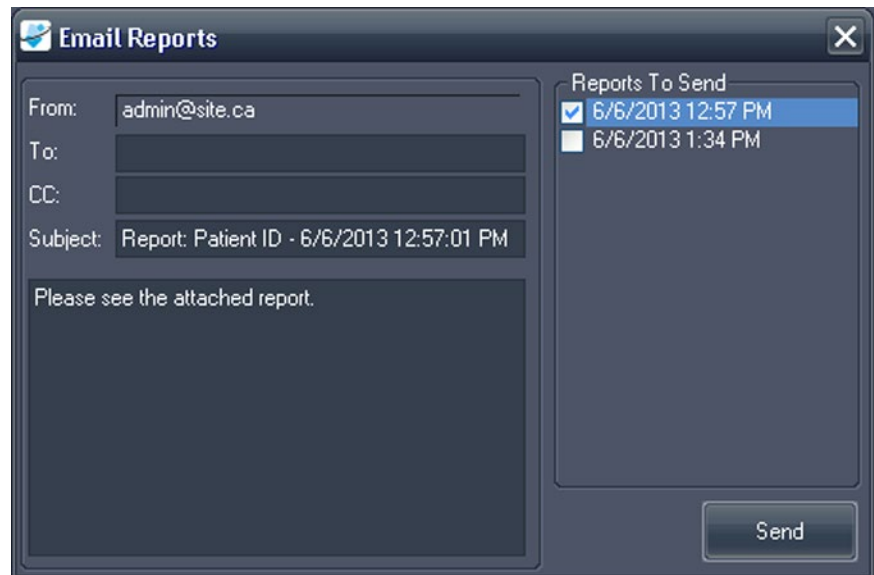 Email Reports
From: admin@site.ca
To:
CC:
Subject: Report: Patient ID - 6/6/2013 12:57:01 PM
Please see the attached report.
Reports To Send
6/6/2013 12:57 PM
6/6/2013 1:34 PM
Send